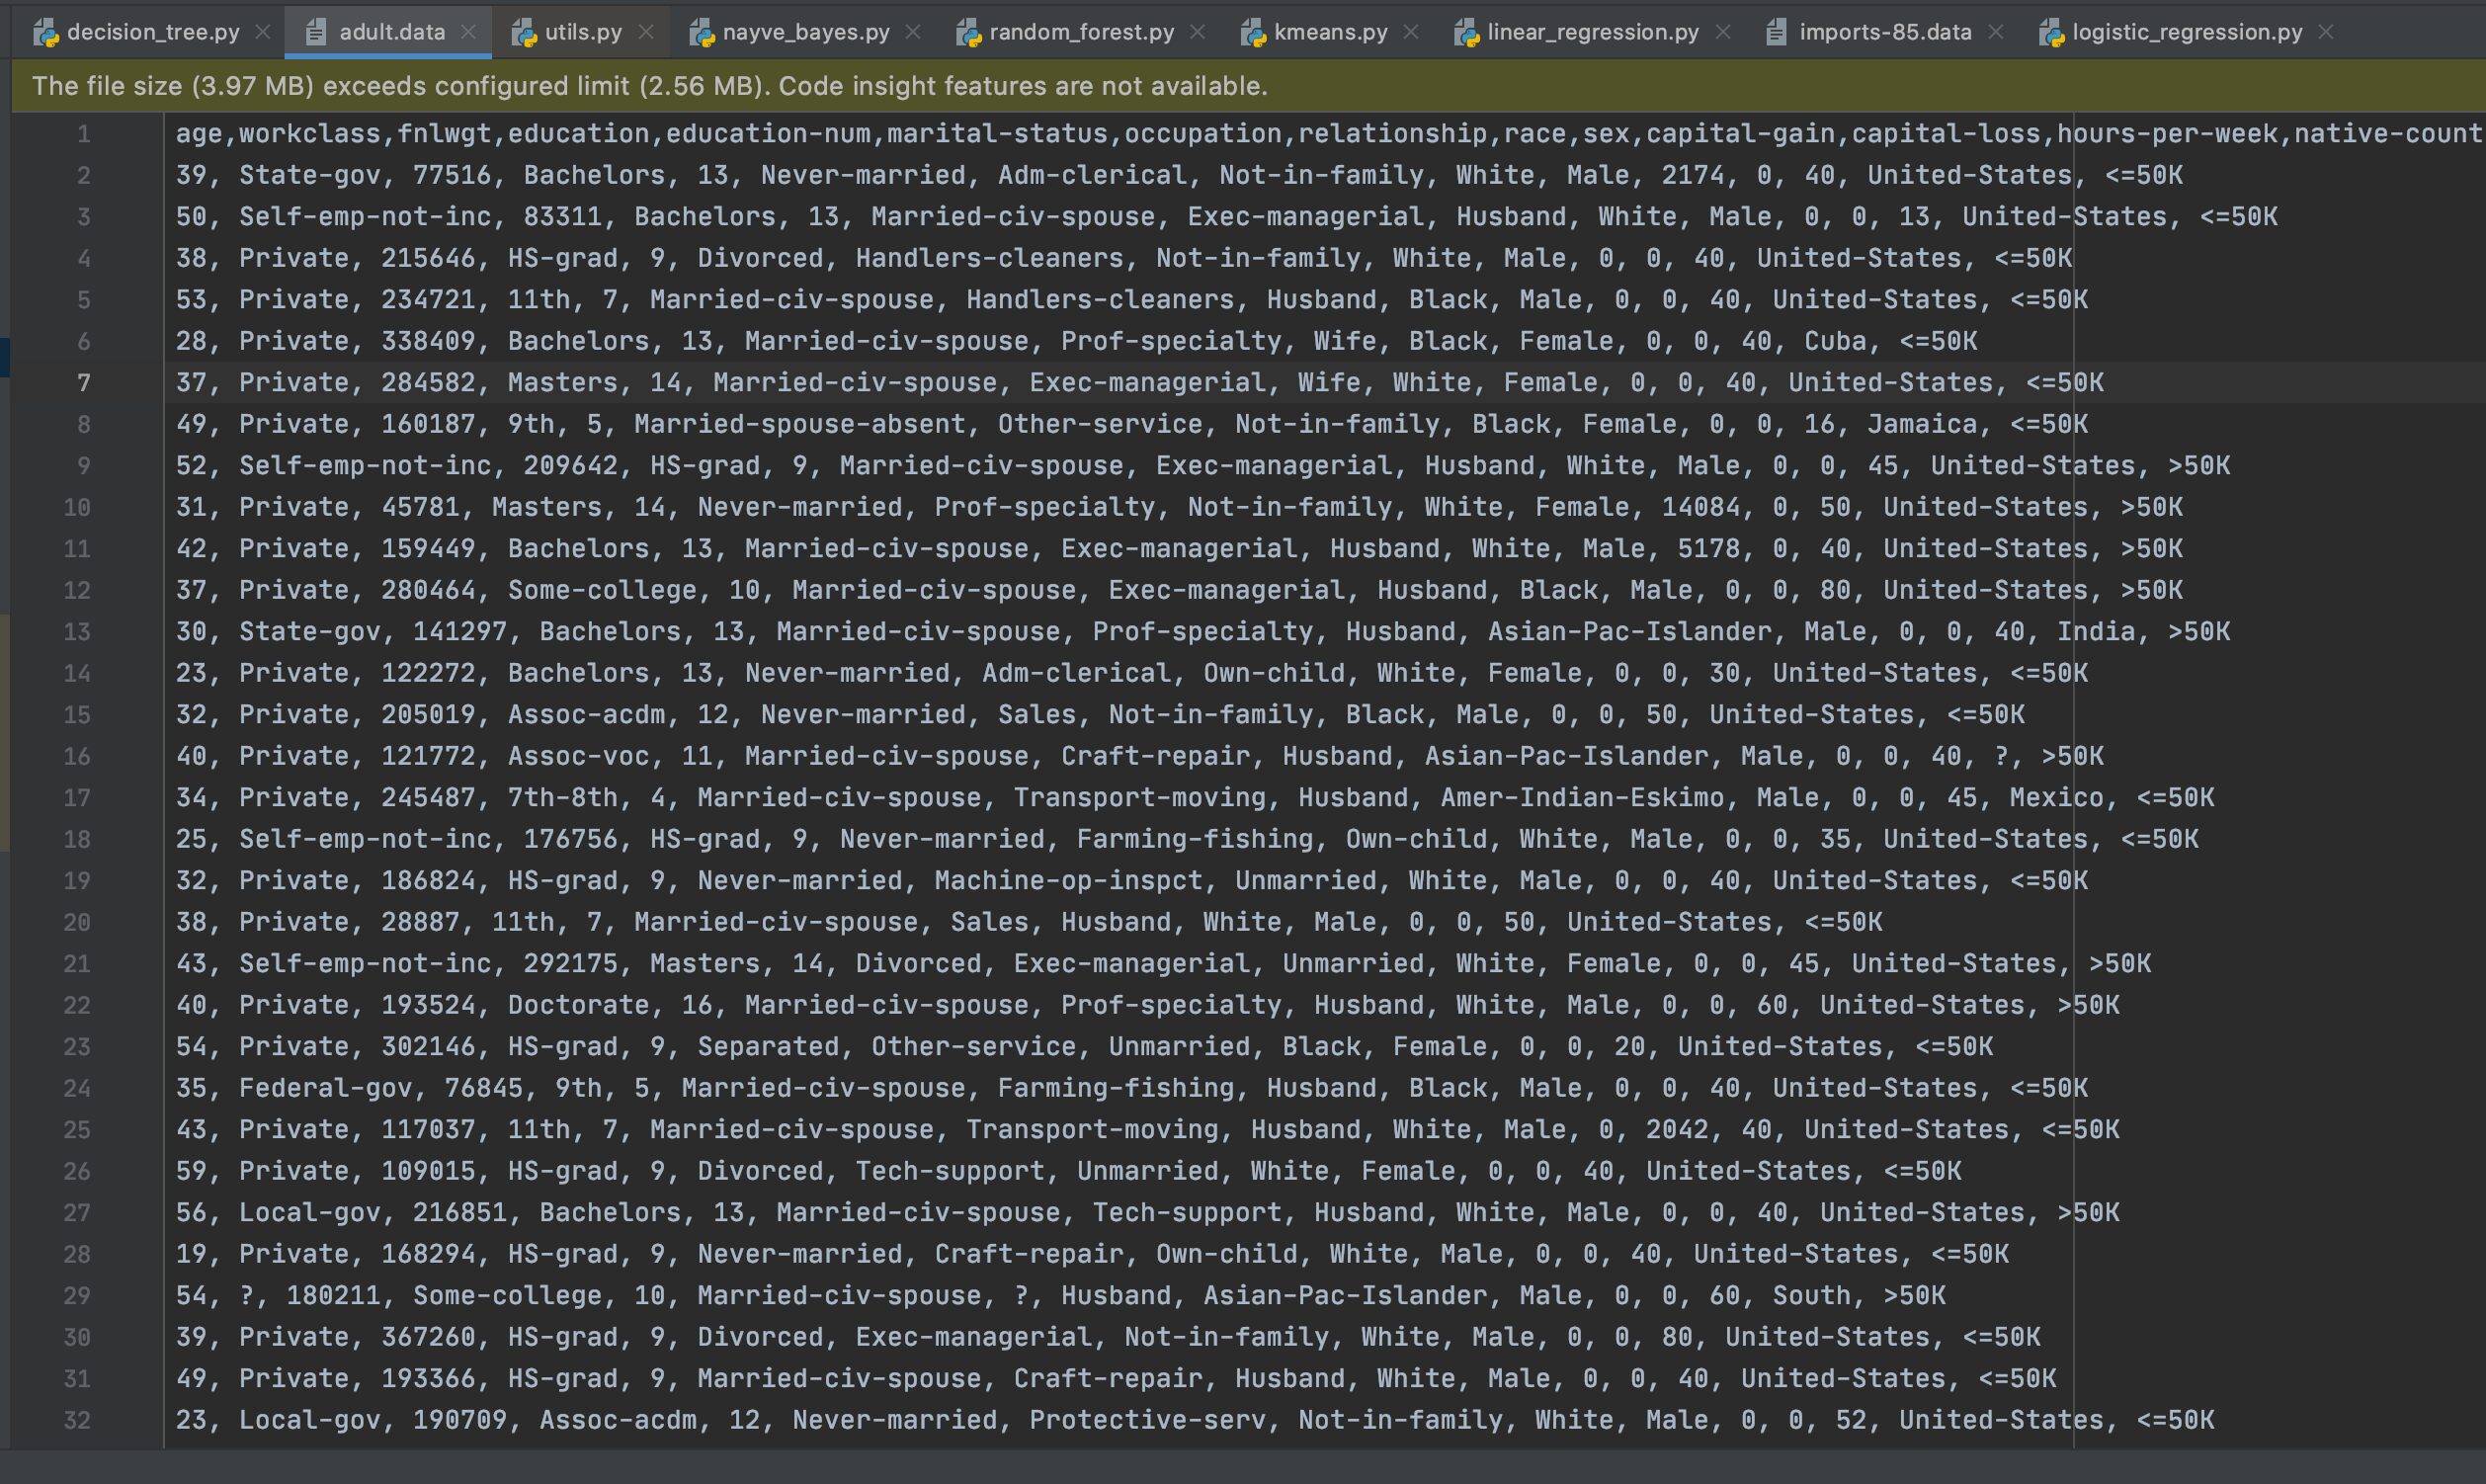 decision_tree.py adult.data utils.py nayve_bayes.py random_forest.py kmeans.py linear_regression.py imports-85.data logistic_regression.py
The file size (3.97 MB) exceeds configured limit (2.56 MB). Code insight features are not available.
1 age,workclass,fnlwgt,education,education-num,marital-status,occupation,relationship,race,sex,capital-gain,capital-loss,hours-per-week,native-count
2 39, State-gov, 77516, Bachelors, 13, Never-married, Adm-clerical, Not-in-family, White, Male, 2174, 0, 40, United-States, <=50K
3 50, Self-emp-not-inc, 83311, Bachelors, 13, Married-civ-spouse, Exec-managerial, Husband, White, Male, 0, 0, 13, United-States, <=50K
4 38, Private, 215646, HS-grad, 9, Divorced, Handlers-cleaners, Not-in-family, White, Male, 0, 0, 40, United-States, <=50K
5 53, Private, 234721, 11th, 7, Married-civ-spouse, Handlers-cleaners, Husband, Black, Male, 0, 0, 40, United-States, <=50K
6 28, Private, 338409, Bachelors, 13, Married-civ-spouse, Prof-specialty, Wife, Black, Female, 0, 0, 40, Cuba, <=50K
7 37, Private, 284582, Masters, 14, Married-civ-spouse, Exec-managerial, Wife, White, Female, 0, 0, 40, United-States, <=50K
8 49, Private, 160187, 9th, 5, Married-spouse-absent, Other-service, Not-in-family, Black, Female, 0, 0, 16, Jamaica, <=50K
9 52, Self-emp-not-inc, 209642, HS-grad, 9, Married-civ-spouse, Exec-managerial, Husband, White, Male, 0, 0, 45, United-States, >50K
10 31, Private, 45781, Masters, 14, Never-married, Prof-specialty, Not-in-family, White, Female, 14084, 0, 50, United-States, >50K
11 42, Private, 159449, Bachelors, 13, Married-civ-spouse, Exec-managerial, Husband, White, Male, 5178, 0, 40, United-States, >50K
12 37, Private, 280464, Some-college, 10, Married-civ-spouse, Exec-managerial, Husband, Black, Male, 0, 0, 80, United-States, >50K
13 30, State-gov, 141297, Bachelors, 13, Married-civ-spouse, Prof-specialty, Husband, Asian-Pac-Islander, Male, 0, 0, 40, India, >50K
14 23, Private, 122272, Bachelors, 13, Never-married, Adm-clerical, Own-child, White, Female, 0, 0, 30, United-States, <=50K
15 32, Private, 205019, Assoc-acdm, 12, Never-married, Sales, Not-in-family, Black, Male, 0, 0, 50, United-States, <=50K
16 40, Private, 121772, Assoc-voc, 11, Married-civ-spouse, Craft-repair, Husband, Asian-Pac-Islander, Male, 0, 0, 40, ?, >50K
17 34, Private, 245487, 7th-8th, 4, Married-civ-spouse, Transport-moving, Husband, Amer-Indian-Eskimo, Male, 0, 0, 45, Mexico, <=50K
18 25, Self-emp-not-inc, 176756, HS-grad, 9, Never-married, Farming-fishing, Own-child, White, Male, 0, 0, 35, United-States, <=50K
19 32, Private, 186824, HS-grad, 9, Never-married, Machine-op-inspct, Unmarried, White, Male, 0, 0, 40, United-States, <=50K
20 38, Private, 28887, 11th, 7, Married-civ-spouse, Sales, Husband, White, Male, 0, 0, 50, United-States, <=50K
21 43, Self-emp-not-inc, 292175, Masters, 14, Divorced, Exec-managerial, Unmarried, White, Female, 0, 0, 45, United-States, >50K
22 40, Private, 193524, Doctorate, 16, Married-civ-spouse, Prof-specialty, Husband, White, Male, 0, 0, 60, United-States, >50K
23 54, Private, 302146, HS-grad, 9, Separated, Other-service, Unmarried, Black, Female, 0, 0, 20, United-States, <=50K
24 35, Federal-gov, 76845, 9th, 5, Married-civ-spouse, Farming-fishing, Husband, Black, Male, 0, 0, 40, United-States, <=50K
25 43, Private, 117037, 11th, 7, Married-civ-spouse, Transport-moving, Husband, White, Male, 0, 2042, 40, United-States, <=50K
26 59, Private, 109015, HS-grad, 9, Divorced, Tech-support, Unmarried, White, Female, 0, 0, 40, United-States, <=50K
27 56, Local-gov, 216851, Bachelors, 13, Married-civ-spouse, Tech-support, Husband, White, Male, 0, 0, 40, United-States, >50K
28 19, Private, 168294, HS-grad, 9, Never-married, Craft-repair, Own-child, White, Male, 0, 0, 40, United-States, <=50K
29 54, ?, 180211, Some-college, 10, Married-civ-spouse, ?, Husband, Asian-Pac-Islander, Male, 0, 0, 60, South, >50K
30 39, Private, 367260, HS-grad, 9, Divorced, Exec-managerial, Not-in-family, White, Male, 0, 0, 80, United-States, <=50K
31 49, Private, 193366, HS-grad, 9, Married-civ-spouse, Craft-repair, Husband, White, Male, 0, 0, 40, United-States, <=50K
32 23, Local-gov, 190709, Assoc-acdm, 12, Never-married, Protective-serv, Not-in-family, White, Male, 0, 0, 52, United-States, <=50K